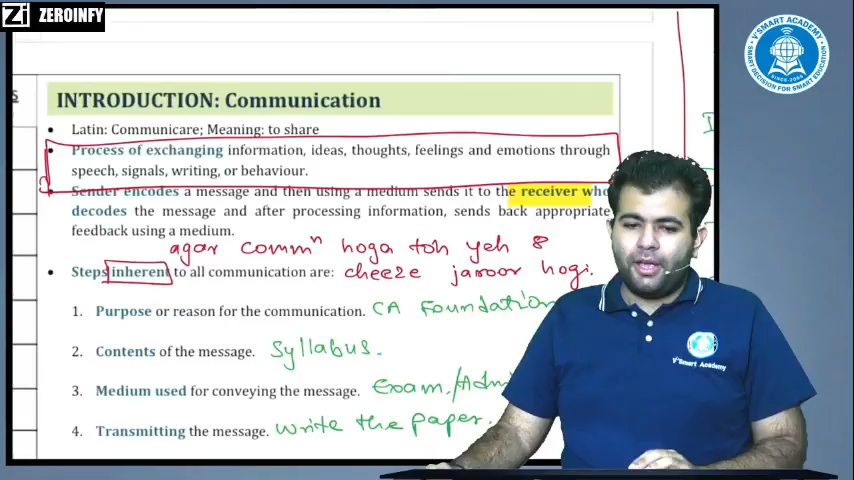 Zi ZEROINFY
V'SMART ACADEMY
SINCE-2004
SMART DECISION FOR SMART EDUCATION
INTRODUCTION: Communication
• Latin: Communicare; Meaning: to share
• Process of exchanging information, ideas, thoughts, feelings and emotions through
speech, signals, writing, or behaviour.
• Sender encodes a message and then using a medium sends it to the receiver who
decodes the message and after processing information, sends back appropriate
feedback using a medium.
agar commⁿ hoga toh yeh 8
• Steps inherent to all communication are: cheeze jaroor hogi.
1. Purpose or reason for the communication. CA Foundation
2. Contents of the message. Syllabus.
3. Medium used for conveying the message. Exam./Admi
4. Transmitting the message. Write the paper.
V'Smart Academy